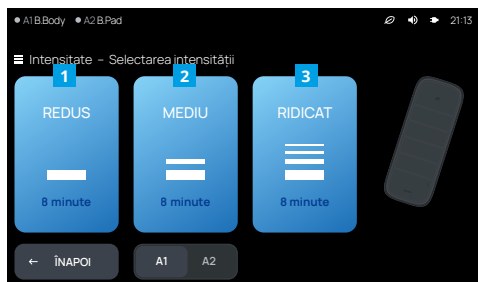 A1 B.Body A2 B.Pad 21:13
Intensitate – Selectarea intensității
1 2 3
REDUS MEDIU RIDICAT
8 minute 8 minute 8 minute
← ÎNAPOI A1 A2